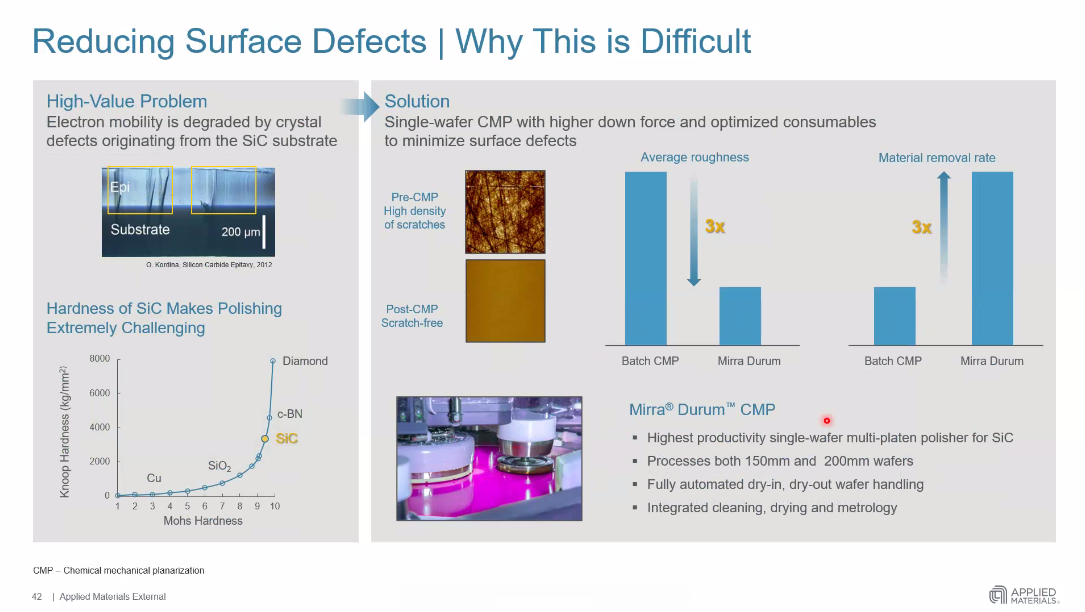 Reducing Surface Defects | Why This is Difficult
High-Value Problem
Electron mobility is degraded by crystal
defects originating from the SiC substrate
Epi
Substrate
200 µm
O. Kordina, Silicon Carbide Epitaxy, 2012
Hardness of SiC Makes Polishing
Extremely Challenging
Knoop Hardness (kg/mm²)
8000
6000
4000
2000
0
Diamond
c-BN
SiC
SiO₂
Cu
1 2 3 4 5 6 7 8 9 10
Mohs Hardness
Solution
Single-wafer CMP with higher down force and optimized consumables
to minimize surface defects
Pre-CMP
High density
of scratches
Post-CMP
Scratch-free
Average roughness
3x
Batch CMP
Mirra Durum
Material removal rate
3x
Batch CMP
Mirra Durum
Mirra® Durum™ CMP
▪ Highest productivity single-wafer multi-platen polisher for SiC
▪ Processes both 150mm and 200mm wafers
▪ Fully automated dry-in, dry-out wafer handling
▪ Integrated cleaning, drying and metrology
CMP – Chemical mechanical planarization
42 | Applied Materials External
APPLIED
MATERIALS®